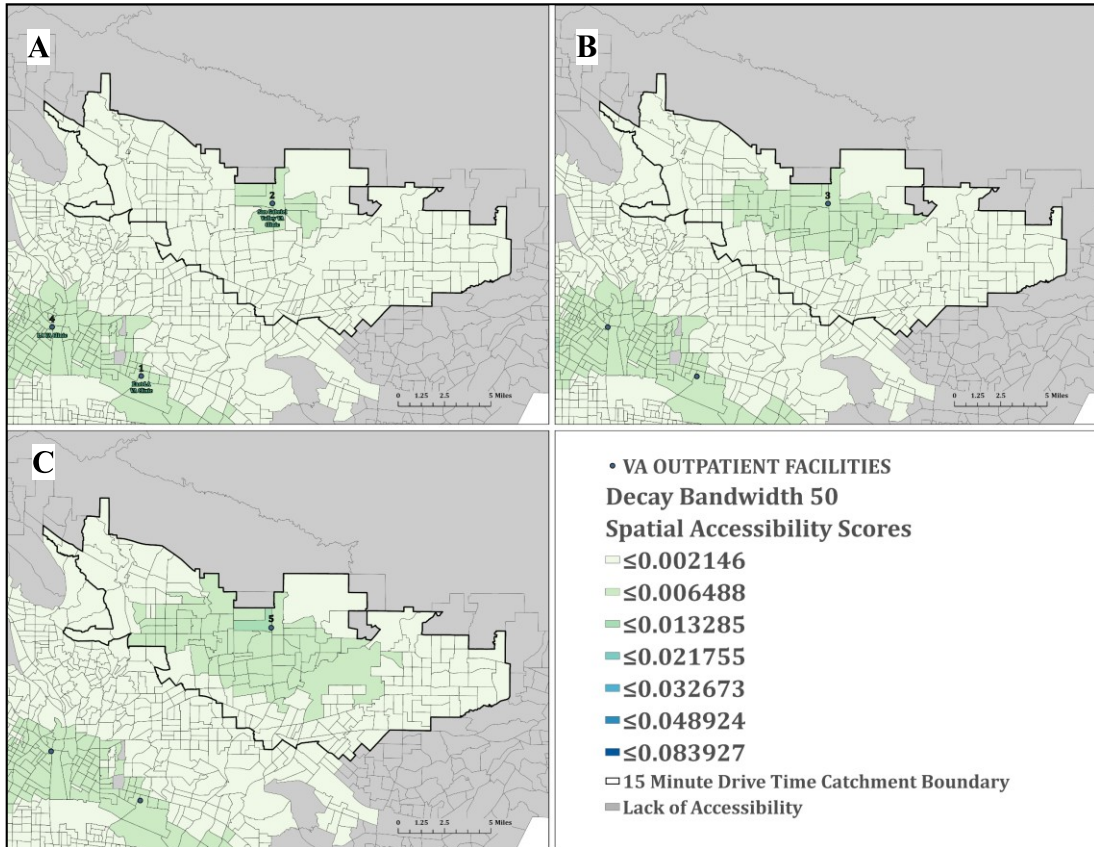 A
2
San Gabriel
Valley VA
Clinic
4
LA VA Clinic
1
East LA
VA Clinic
0 1.25 2.5 5 Miles
B
3
0 1.25 2.5 5 Miles
C
5
0 1.25 2.5 5 Miles
VA OUTPATIENT FACILITIES
Decay Bandwidth 50
Spatial Accessibility Scores
≤0.002146
≤0.006488
≤0.013285
≤0.021755
≤0.032673
≤0.048924
≤0.083927
15 Minute Drive Time Catchment Boundary
Lack of Accessibility